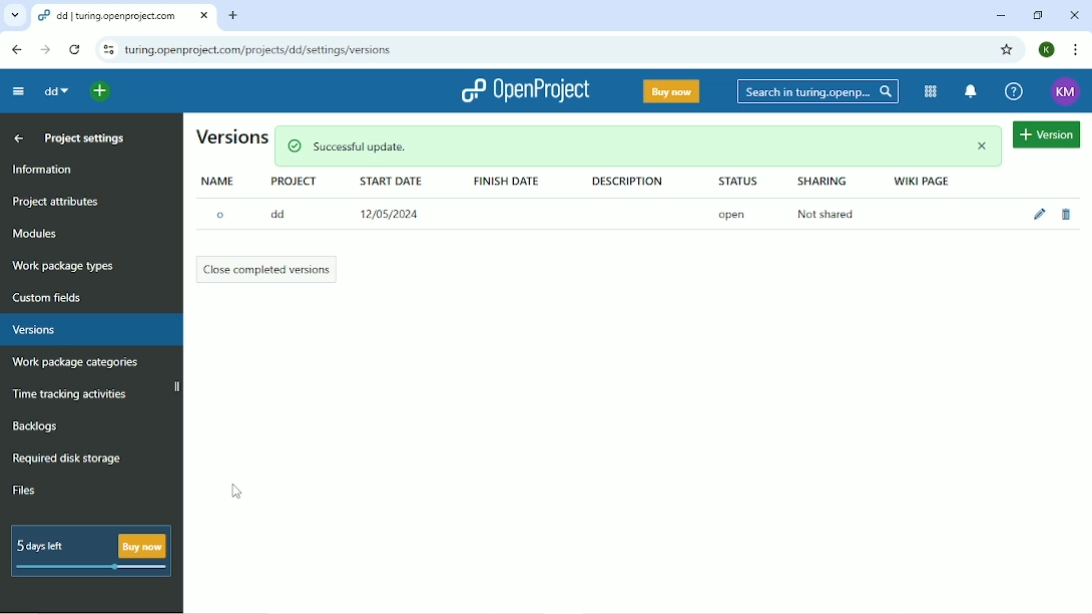 dd | turing.openproject.com
turing.openproject.com/projects/dd/settings/versions
K
dd
OpenProject
Buy now
Search in turing.openp...
KM
Project settings
Information
Project attributes
Modules
Work package types
Custom fields
Versions
Work package categories
Time tracking activities
Backlogs
Required disk storage
Files
5 days left
Buy now
Versions
Successful update.
+ Version
NAME PROJECT START DATE FINISH DATE DESCRIPTION STATUS SHARING WIKI PAGE
o dd 12/05/2024 open Not shared
Close completed versions